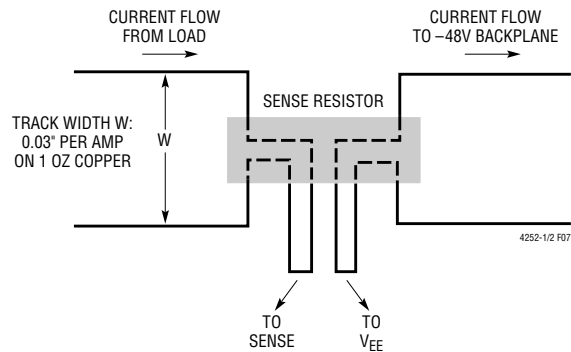 CURRENT FLOW
FROM LOAD
CURRENT FLOW
TO –48V BACKPLANE
SENSE RESISTOR
TRACK WIDTH W:
0.03" PER AMP
ON 1 OZ COPPER
W
4252-1/2 F07
TO
SENSE
TO
VEE